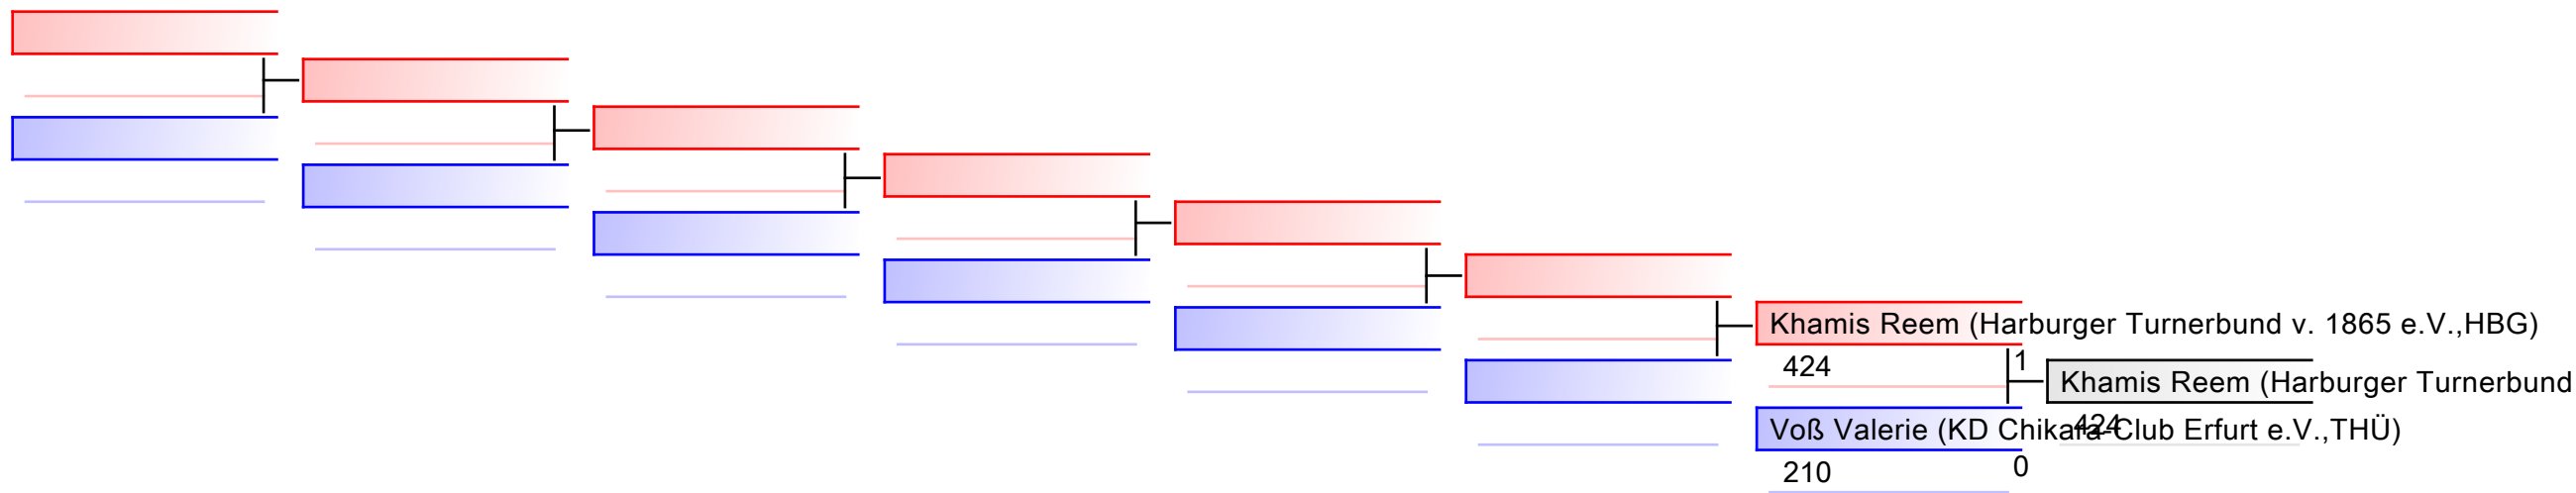 Khamis Reem (Harburger Turnerbund v. 1865 e.V.,HBG)
424
1
Khamis Reem (Harburger Turnerbund
424
Voß Valerie (KD Chikara-Club Erfurt e.V.,THÜ)
210
0